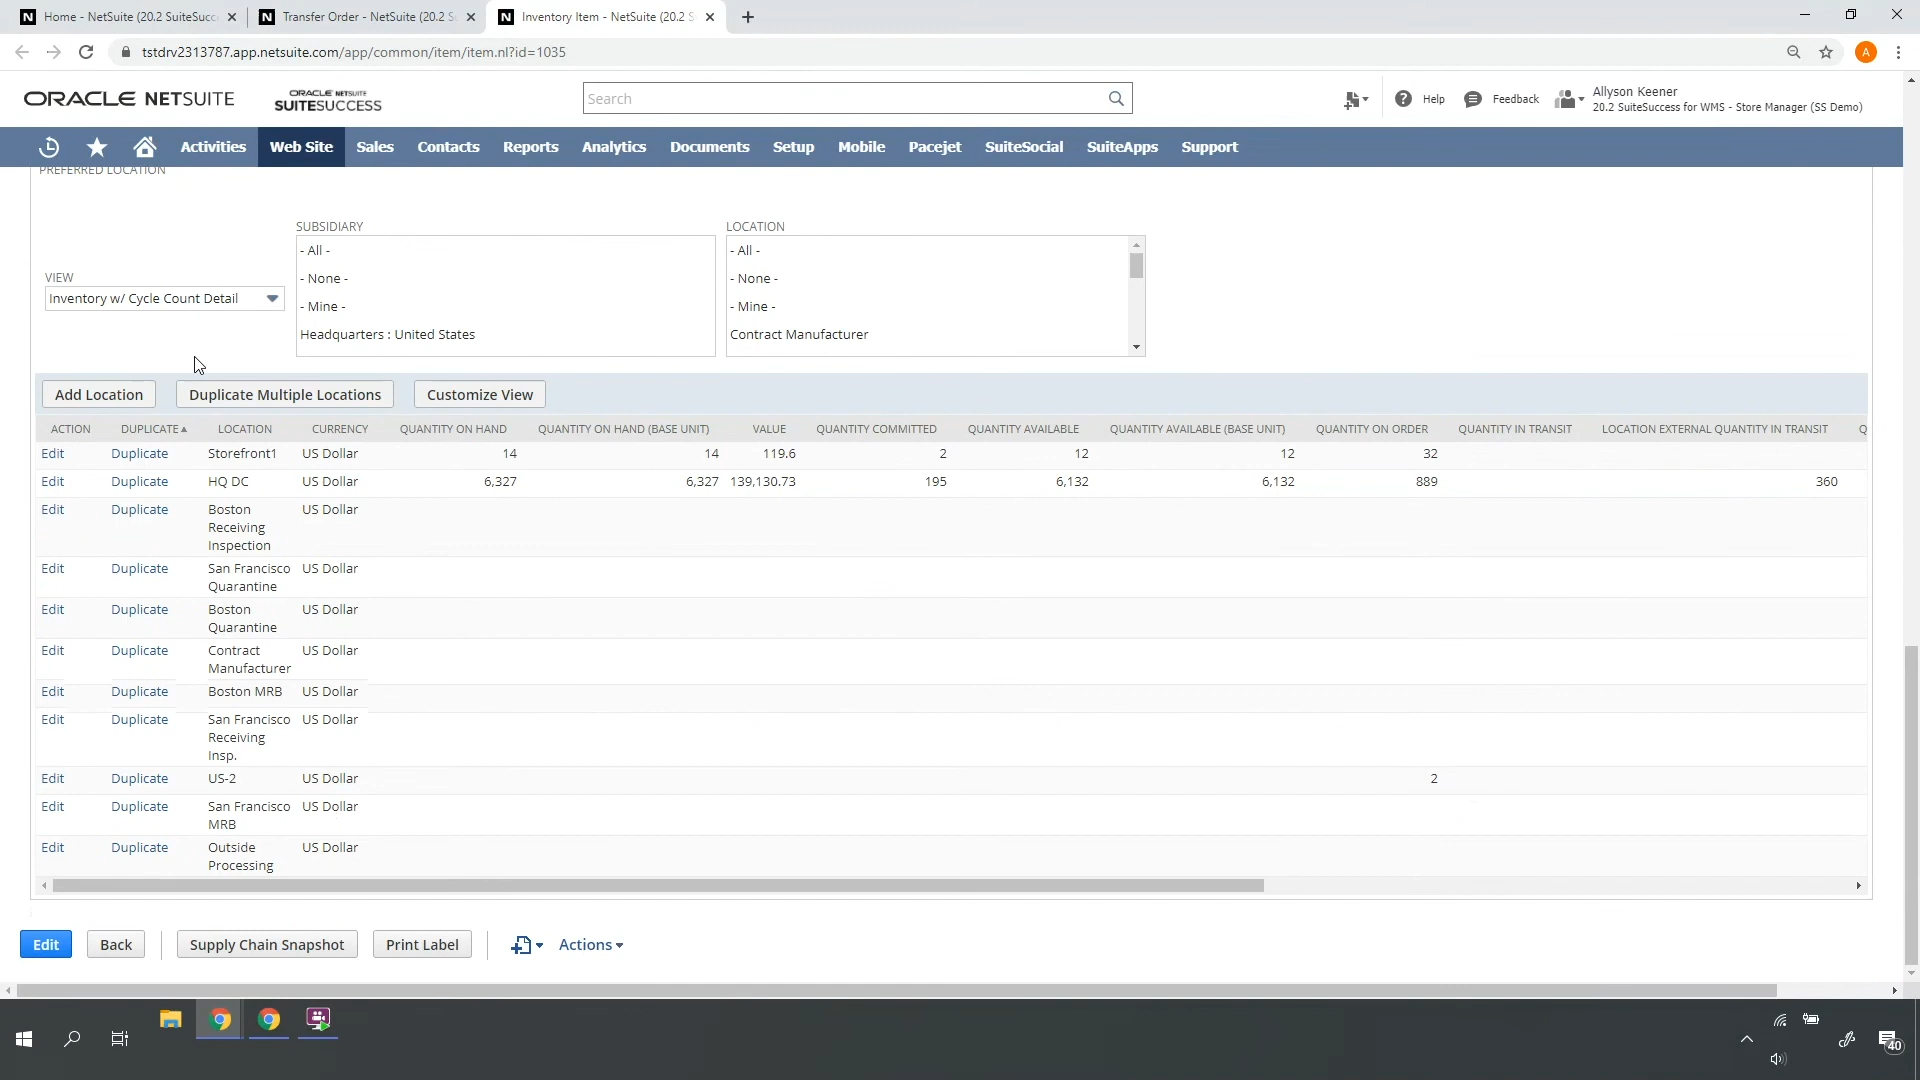 Home - NetSuite (20.2 SuiteSucc
Transfer Order - NetSuite (20.2 S
Inventory Item - NetSuite (20.2 S
tstdrv2313787.app.netsuite.com/app/common/item/item.nl?id=1035
A
ORACLE NETSUITE
ORACLE NETSUITE
SUITESUCCESS
Search
Help
Feedback
Allyson Keener
20.2 SuiteSuccess for WMS - Store Manager (SS Demo)
Activities Web Site Sales Contacts Reports Analytics Documents Setup Mobile Pacejet SuiteSocial SuiteApps Support
PREFERRED LOCATION
VIEW
Inventory w/ Cycle Count Detail
SUBSIDIARY
- All -
- None -
- Mine -
Headquarters : United States
LOCATION
- All -
- None -
- Mine -
Contract Manufacturer
Add Location Duplicate Multiple Locations Customize View
ACTION DUPLICATE▲ LOCATION CURRENCY QUANTITY ON HAND QUANTITY ON HAND (BASE UNIT) VALUE QUANTITY COMMITTED QUANTITY AVAILABLE QUANTITY AVAILABLE (BASE UNIT) QUANTITY ON ORDER QUANTITY IN TRANSIT LOCATION EXTERNAL QUANTITY IN TRANSIT Q
Edit Duplicate Storefront1 US Dollar 14 14 119.6 2 12 12 32
Edit Duplicate HQ DC US Dollar 6,327 6,327 139,130.73 195 6,132 6,132 889 360
Edit Duplicate Boston US Dollar
Receiving
Inspection
Edit Duplicate San Francisco US Dollar
Quarantine
Edit Duplicate Boston US Dollar
Quarantine
Edit Duplicate Contract US Dollar
Manufacturer
Edit Duplicate Boston MRB US Dollar
Edit Duplicate San Francisco US Dollar
Receiving
Insp.
Edit Duplicate US-2 US Dollar 2
Edit Duplicate San Francisco US Dollar
MRB
Edit Duplicate Outside US Dollar
Processing
Edit Back Supply Chain Snapshot Print Label Actions
40